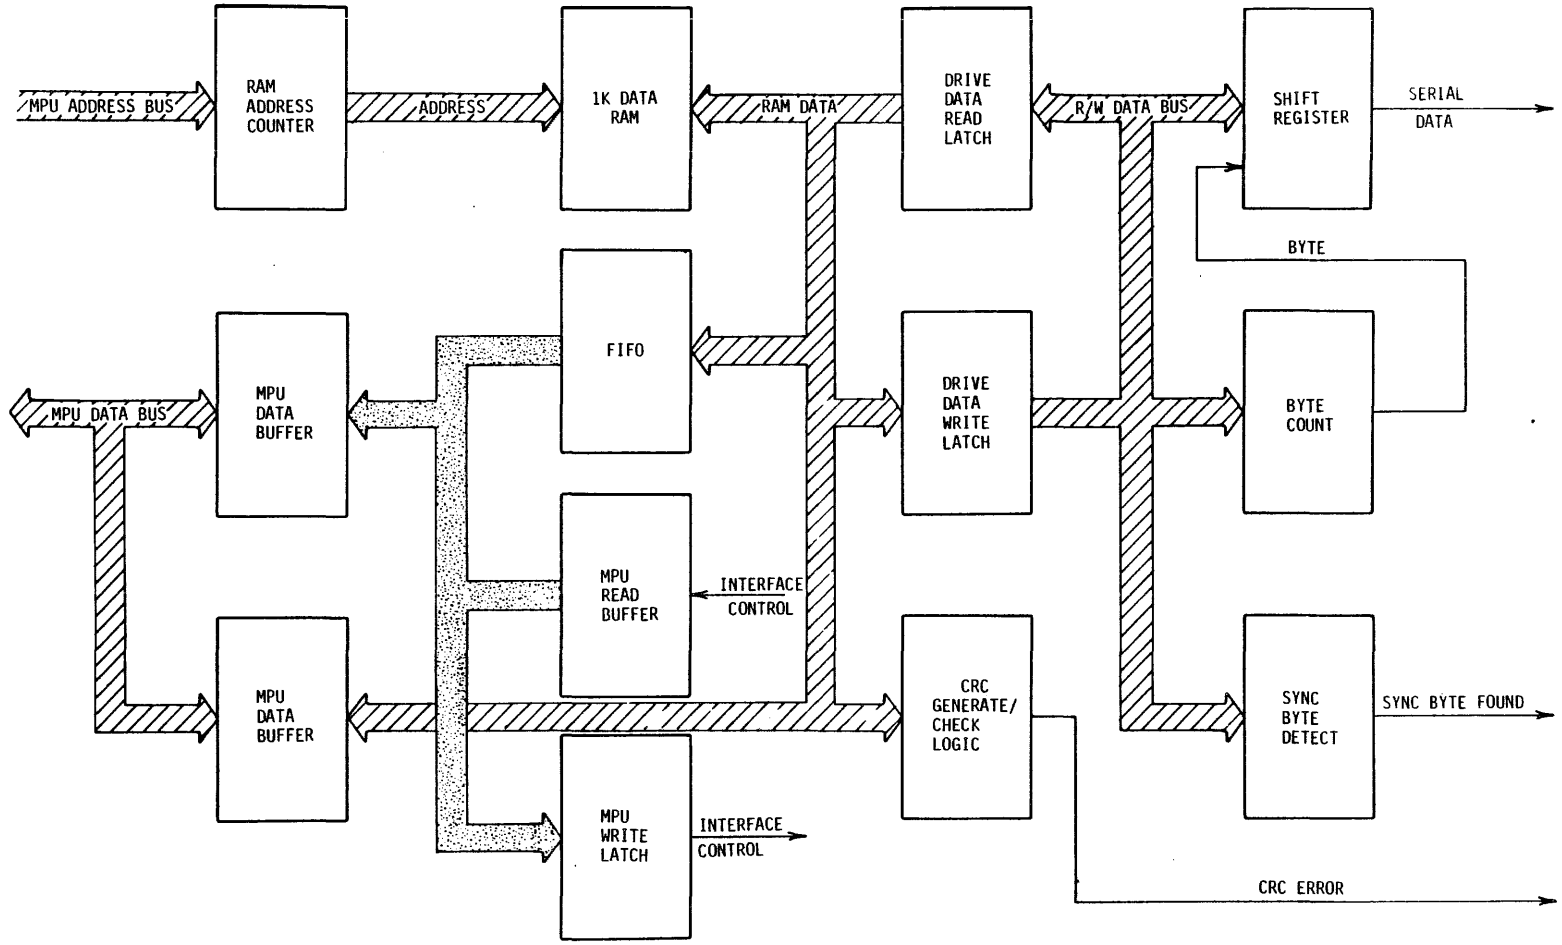 MPU ADDRESS BUS
RAM
ADDRESS
COUNTER
ADDRESS
1K DATA
RAM
RAM DATA
DRIVE
DATA
READ
LATCH
R/W DATA BUS
SHIFT
REGISTER
SERIAL
DATA
BYTE
MPU DATA BUS
MPU
DATA
BUFFER
FIFO
DRIVE
DATA
WRITE
LATCH
BYTE
COUNT
MPU
READ
BUFFER
INTERFACE
CONTROL
MPU
DATA
BUFFER
CRC
GENERATE/
CHECK
LOGIC
SYNC
BYTE
DETECT
SYNC BYTE FOUND
MPU
WRITE
LATCH
INTERFACE
CONTROL
CRC ERROR